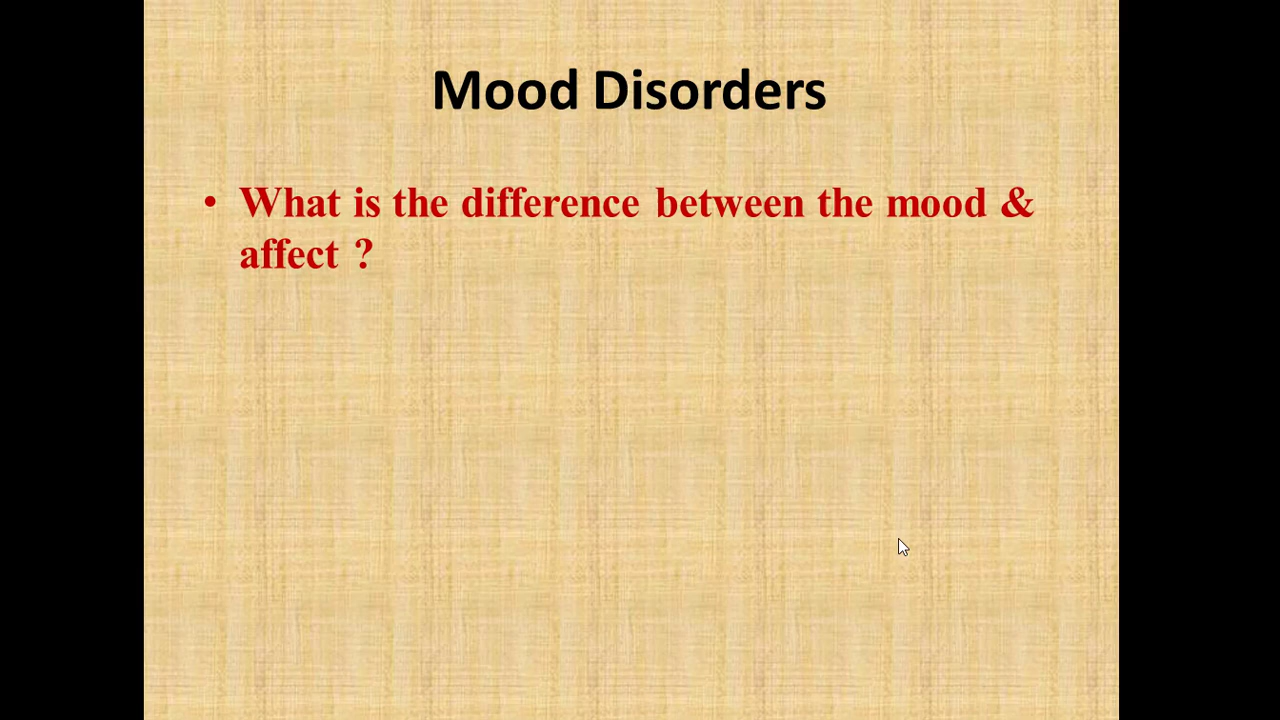 Mood Disorders
• What is the difference between the mood &
affect ?